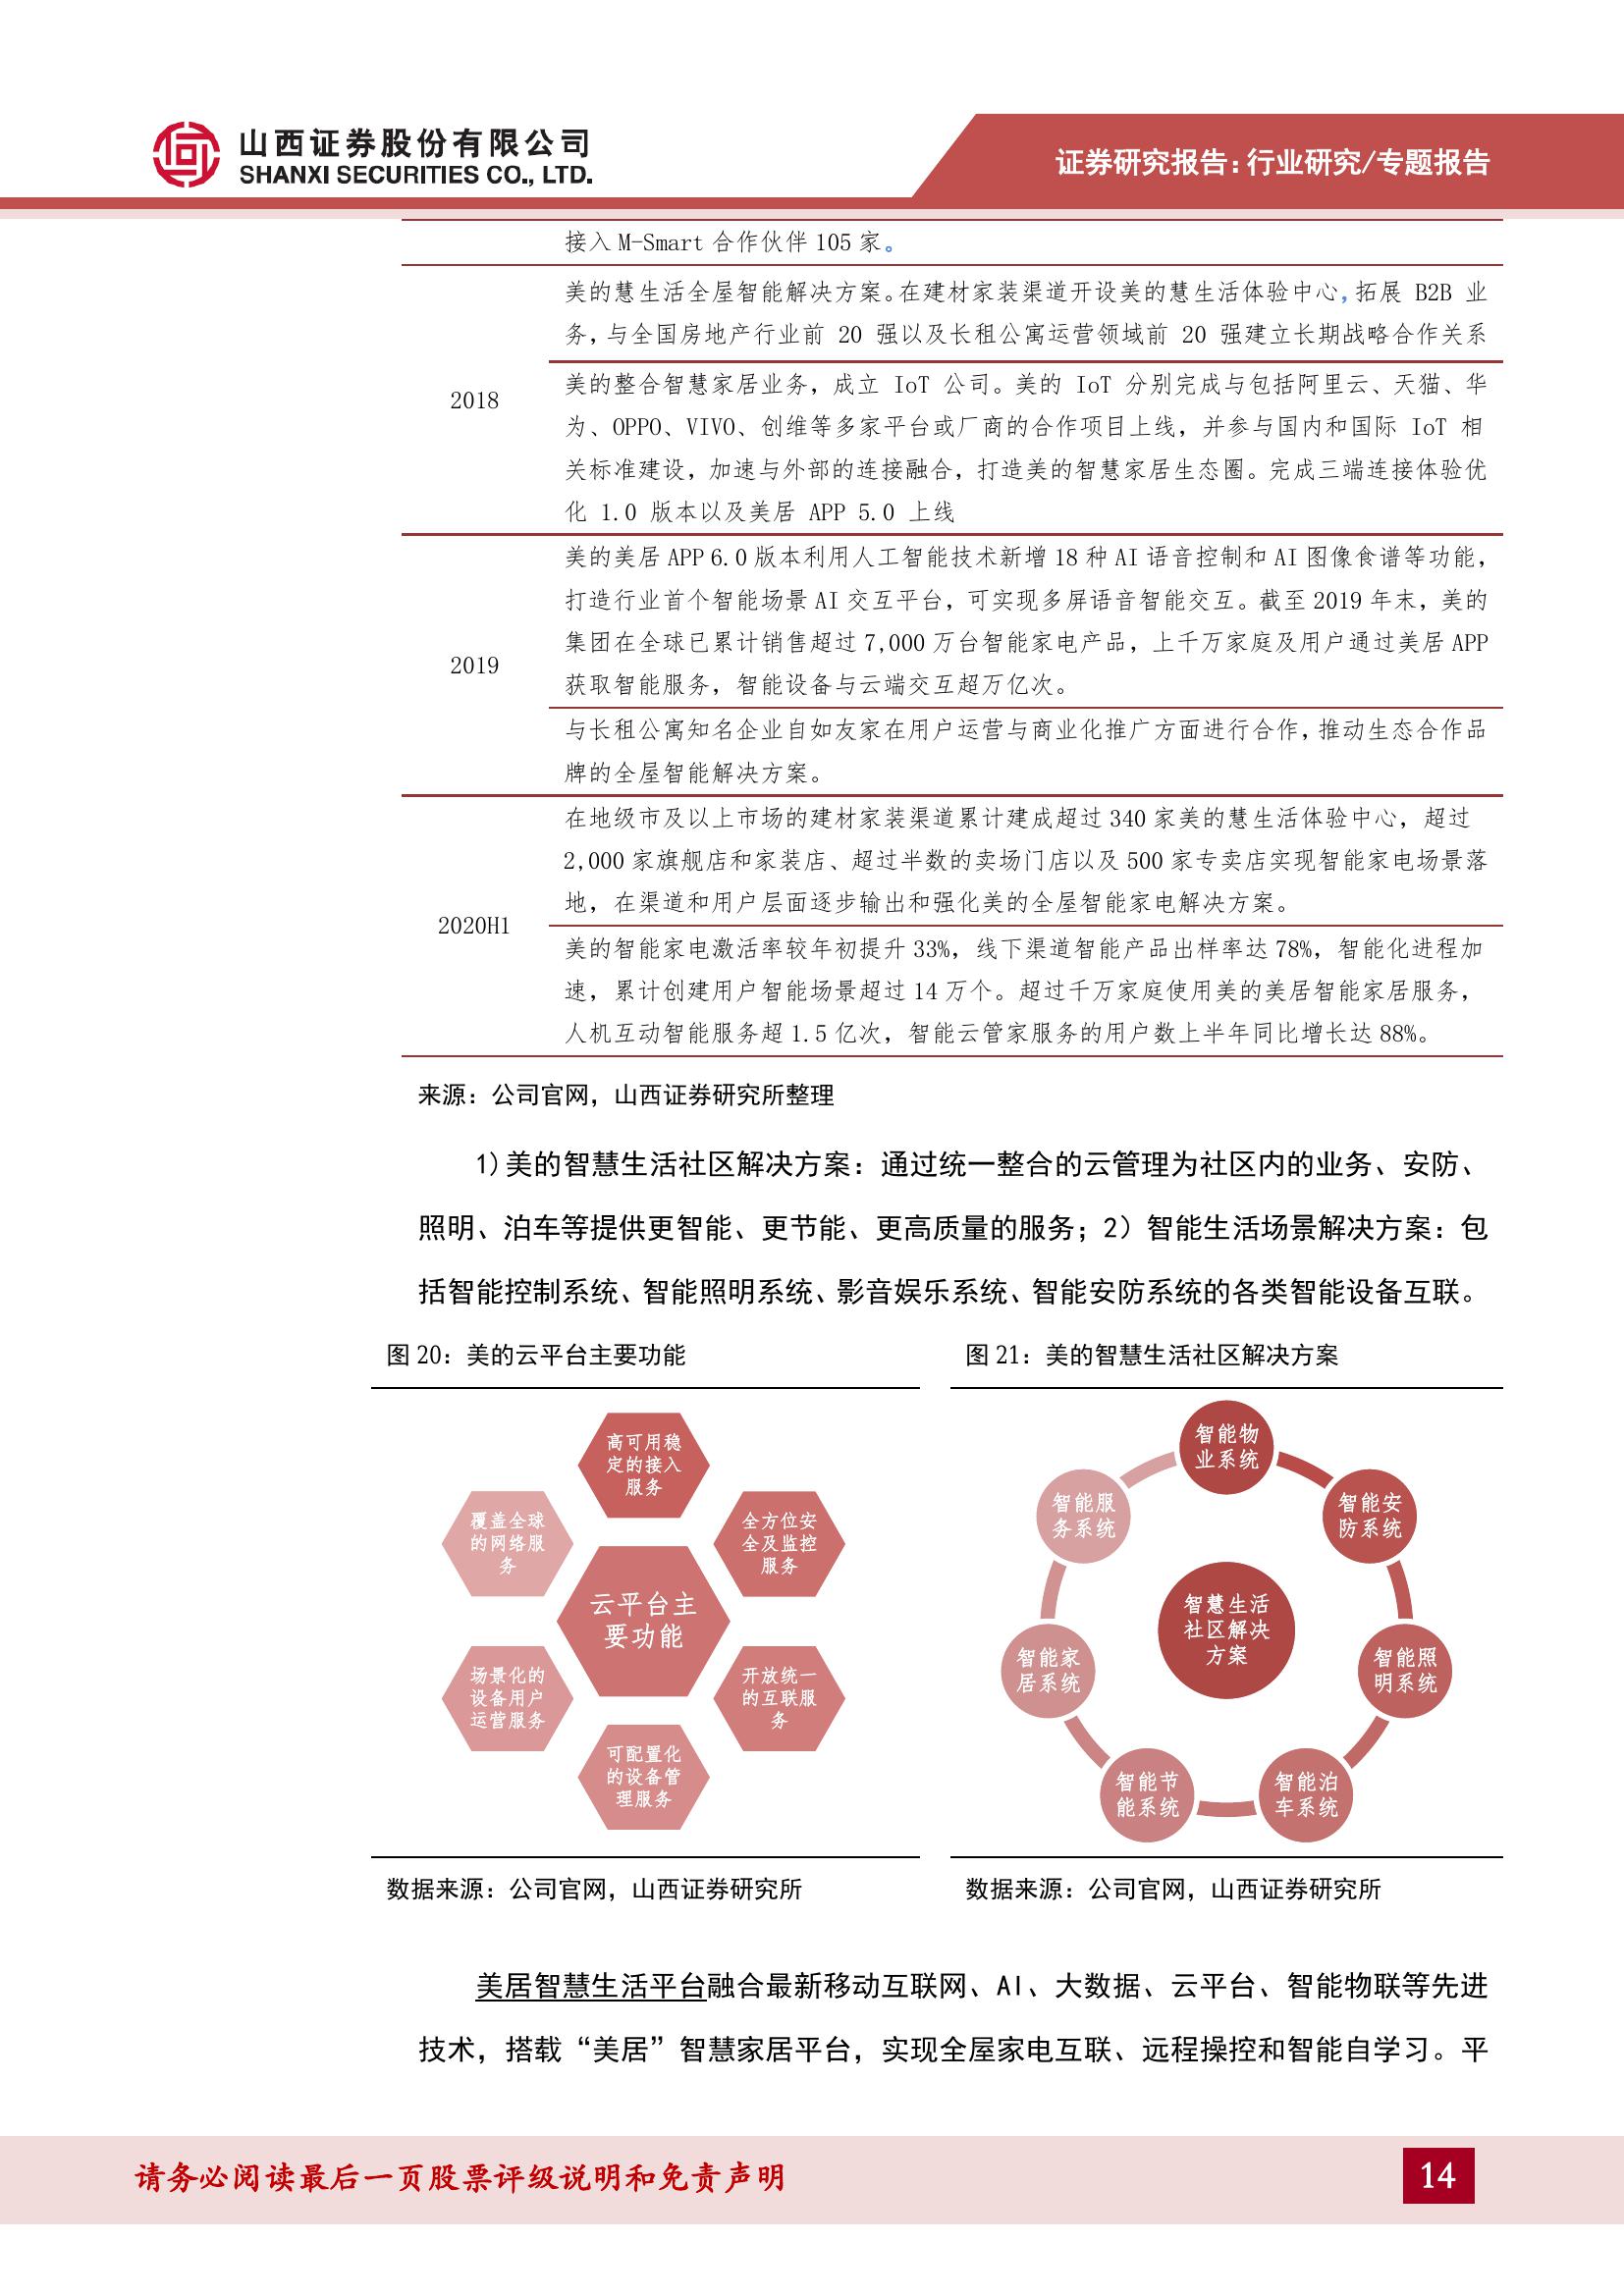 山西证券股份有限公司
SHANXI SECURITIES CO., LTD.
证券研究报告：行业研究/专题报告
接入 M-Smart 合作伙伴 105 家。
2018
美的慧生活全屋智能解决方案。在建材家装渠道开设美的慧生活体验中心，拓展 B2B 业
务，与全国房地产行业前 20 强以及长租公寓运营领域前 20 强建立长期战略合作关系
美的整合智慧家居业务，成立 IoT 公司。美的 IoT 分别完成与包括阿里云、天猫、华
为、OPPO、VIVO、创维等多家平台或厂商的合作项目上线，并参与国内和国际 IoT 相
关标准建设，加速与外部的连接融合，打造美的智慧家居生态圈。完成三端连接体验优
化 1.0 版本以及美居 APP 5.0 上线
2019
美的美居 APP 6.0 版本利用人工智能技术新增 18 种 AI 语音控制和 AI 图像食谱等功能，
打造行业首个智能场景 AI 交互平台，可实现多屏语音智能交互。截至 2019 年末，美的
集团在全球已累计销售超过 7,000 万台智能家电产品，上千万家庭及用户通过美居 APP
获取智能服务，智能设备与云端交互超万亿次。
与长租公寓知名企业自如友家在用户运营与商业化推广方面进行合作，推动生态合作品
牌的全屋智能解决方案。
2020H1
在地级市及以上市场的建材家装渠道累计建成超过 340 家美的慧生活体验中心，超过
2,000 家旗舰店和家装店、超过半数的卖场门店以及 500 家专卖店实现智能家电场景落
地，在渠道和用户层面逐步输出和强化美的全屋智能家电解决方案。
美的智能家电激活率较年初提升 33%，线下渠道智能产品出样率达 78%，智能化进程加
速，累计创建用户智能场景超过 14 万个。超过千万家庭使用美的美居智能家居服务，
人机互动智能服务超 1.5 亿次，智能云管家服务的用户数上半年同比增长达 88%。
来源：公司官网，山西证券研究所整理
1)美的智慧生活社区解决方案：通过统一整合的云管理为社区内的业务、安防、
照明、泊车等提供更智能、更节能、更高质量的服务；2）智能生活场景解决方案：包
括智能控制系统、智能照明系统、影音娱乐系统、智能安防系统的各类智能设备互联。
图 20：美的云平台主要功能
高可用稳
定的接入
服务
全方位安
全及监控
服务
开放统一
的互联服
务
可配置化
的设备管
理服务
场景化的
设备用户
运营服务
覆盖全球
的网络服
务
云平台主
要功能
数据来源：公司官网，山西证券研究所
图 21：美的智慧生活社区解决方案
智能物
业系统
智能安
防系统
智能照
明系统
智能泊
车系统
智能节
能系统
智能家
居系统
智能服
务系统
智慧生活
社区解决
方案
数据来源：公司官网，山西证券研究所
美居智慧生活平台融合最新移动互联网、AI、大数据、云平台、智能物联等先进
技术，搭载“美居”智慧家居平台，实现全屋家电互联、远程操控和智能自学习。平
请务必阅读最后一页股票评级说明和免责声明
14